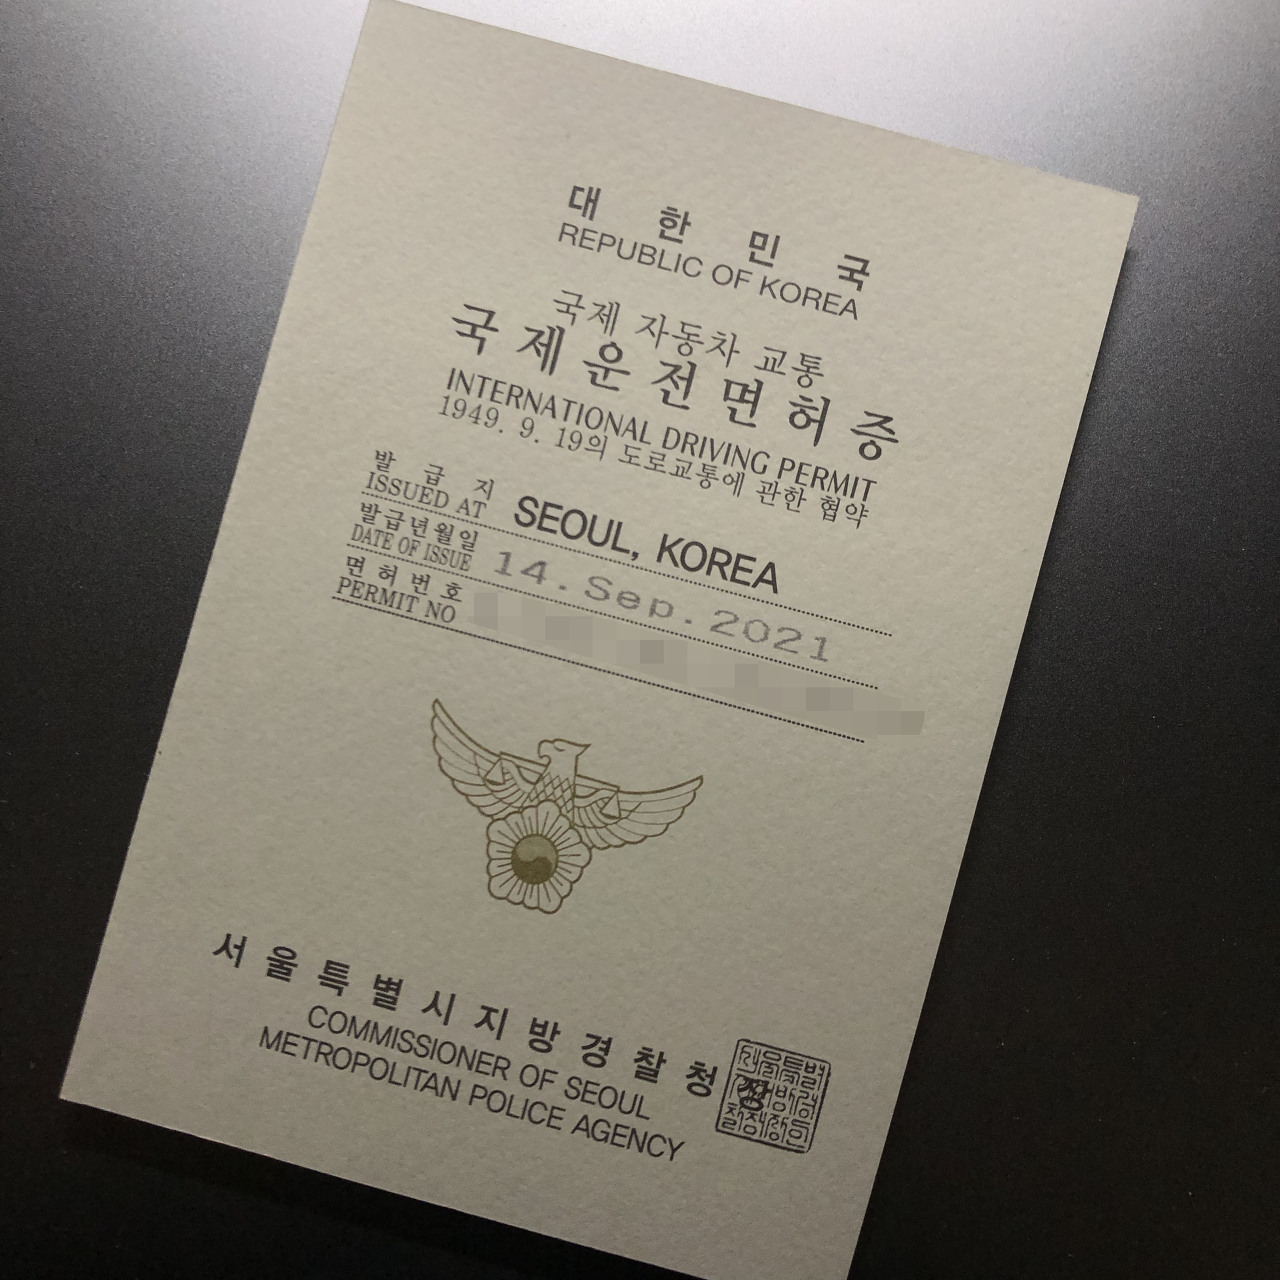 대 한 민 국
REPUBLIC OF KOREA
국제 자동차 교통
국제운전면허증
INTERNATIONAL DRIVING PERMIT
1949. 9. 19의 도로교통에 관한 협약
발 급 지
ISSUED AT SEOUL, KOREA
발급년월일
DATE OF ISSUE 14.Sep.2021
면 허 번 호
PERMIT NO
서울특별시지방경찰청장
COMMISSIONER OF SEOUL
METROPOLITAN POLICE AGENCY